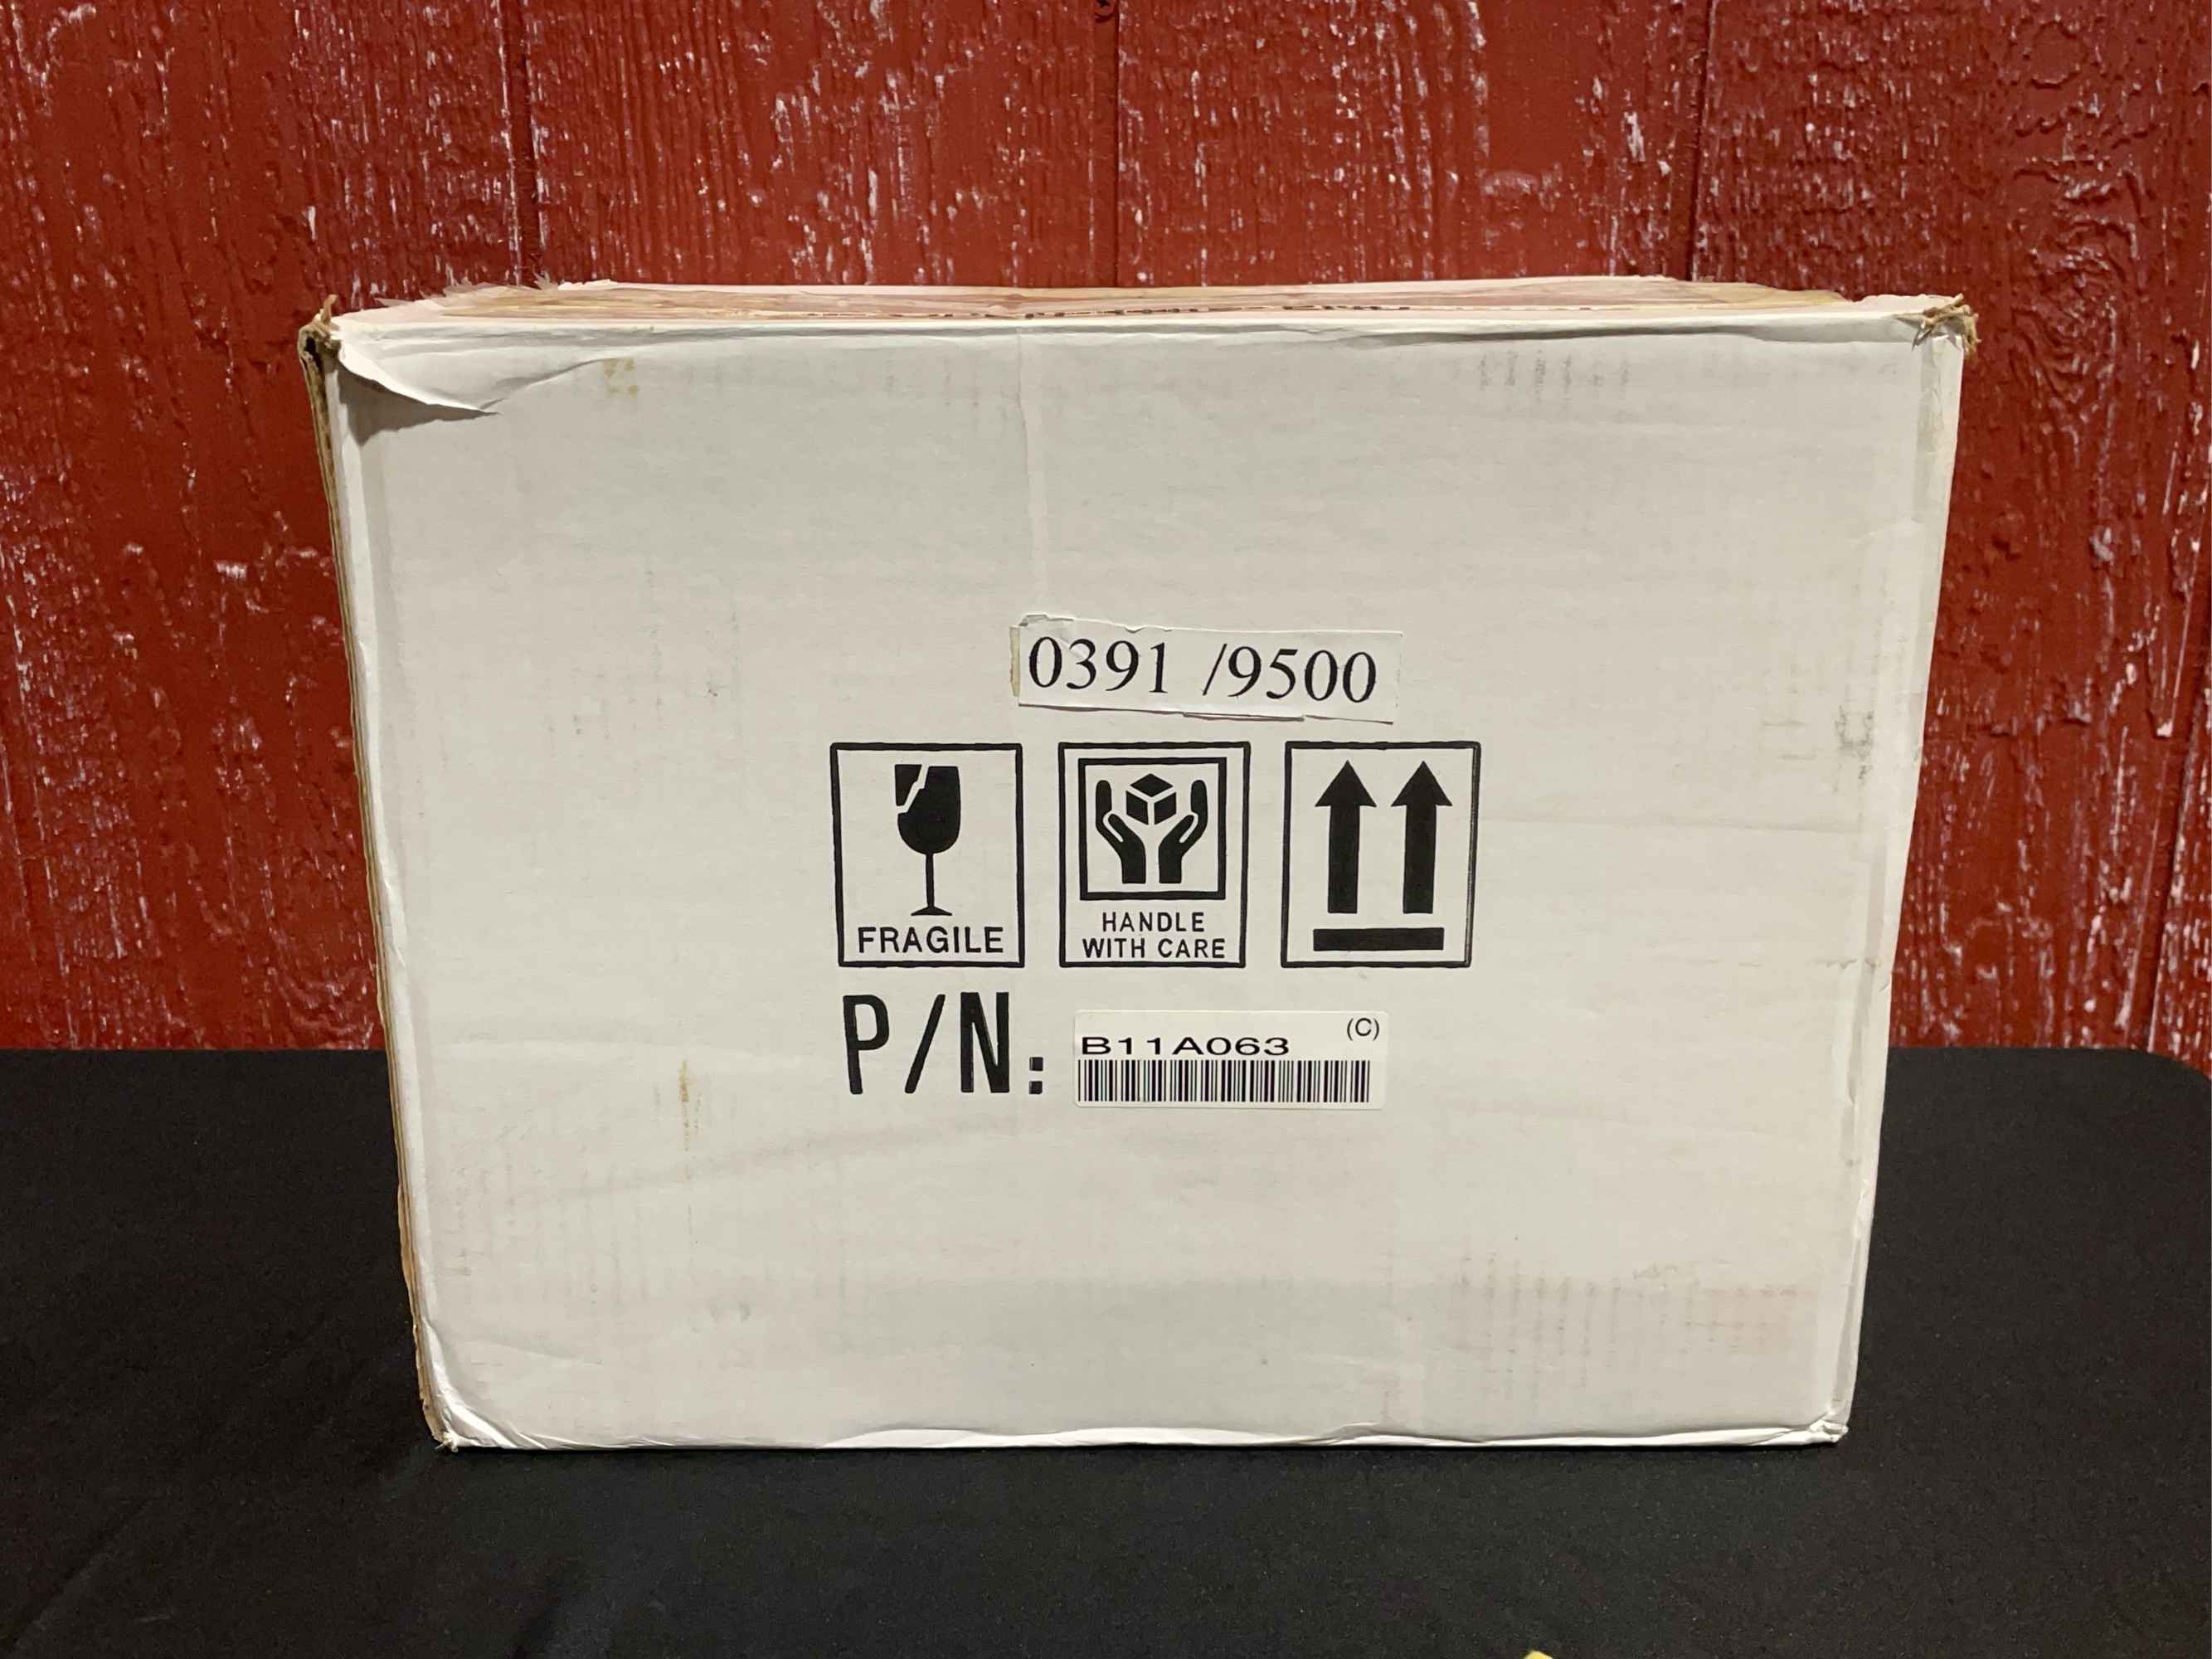 0391 /9500
FRAGILE
HANDLE
WITH CARE
P/N:
B11A063
(C)